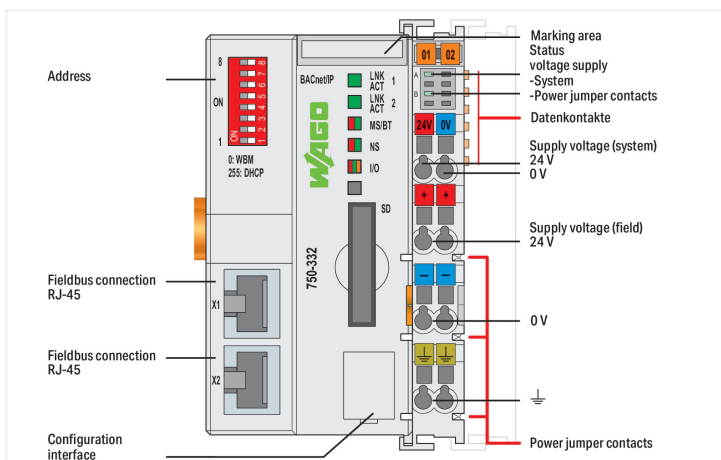 Address
8
ON
1
8
7
6
5
4
3
2
1
ON
0: WBM
255: DHCP
Fieldbus connection
RJ-45
X1
Fieldbus connection
RJ-45
X2
Configuration
interface
BACnet/IP
LNK
ACT 1
LNK
ACT 2
MS/BT
NS
I/O
WAGO
SD
750-332
01 02
A
B
24V 0V
+ +
− −
Marking area
Status
voltage supply
-System
-Power jumper contacts
Datenkontakte
Supply voltage (system)
24 V
0 V
Supply voltage (field)
24 V
0 V
Power jumper contacts